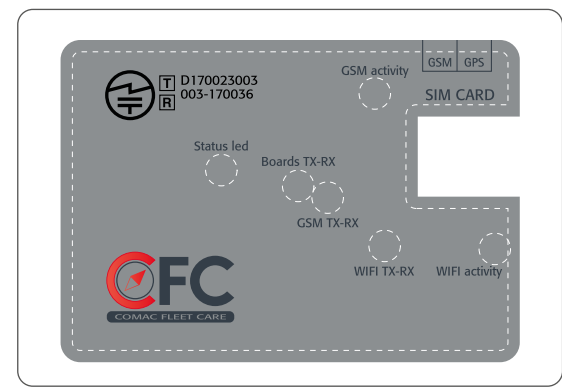 T D170023003
R 003-170036
GSM activity
GSM GPS
SIM CARD
Status led
Boards TX-RX
GSM TX-RX
WIFI TX-RX
WIFI activity
CFC
COMAC FLEET CARE